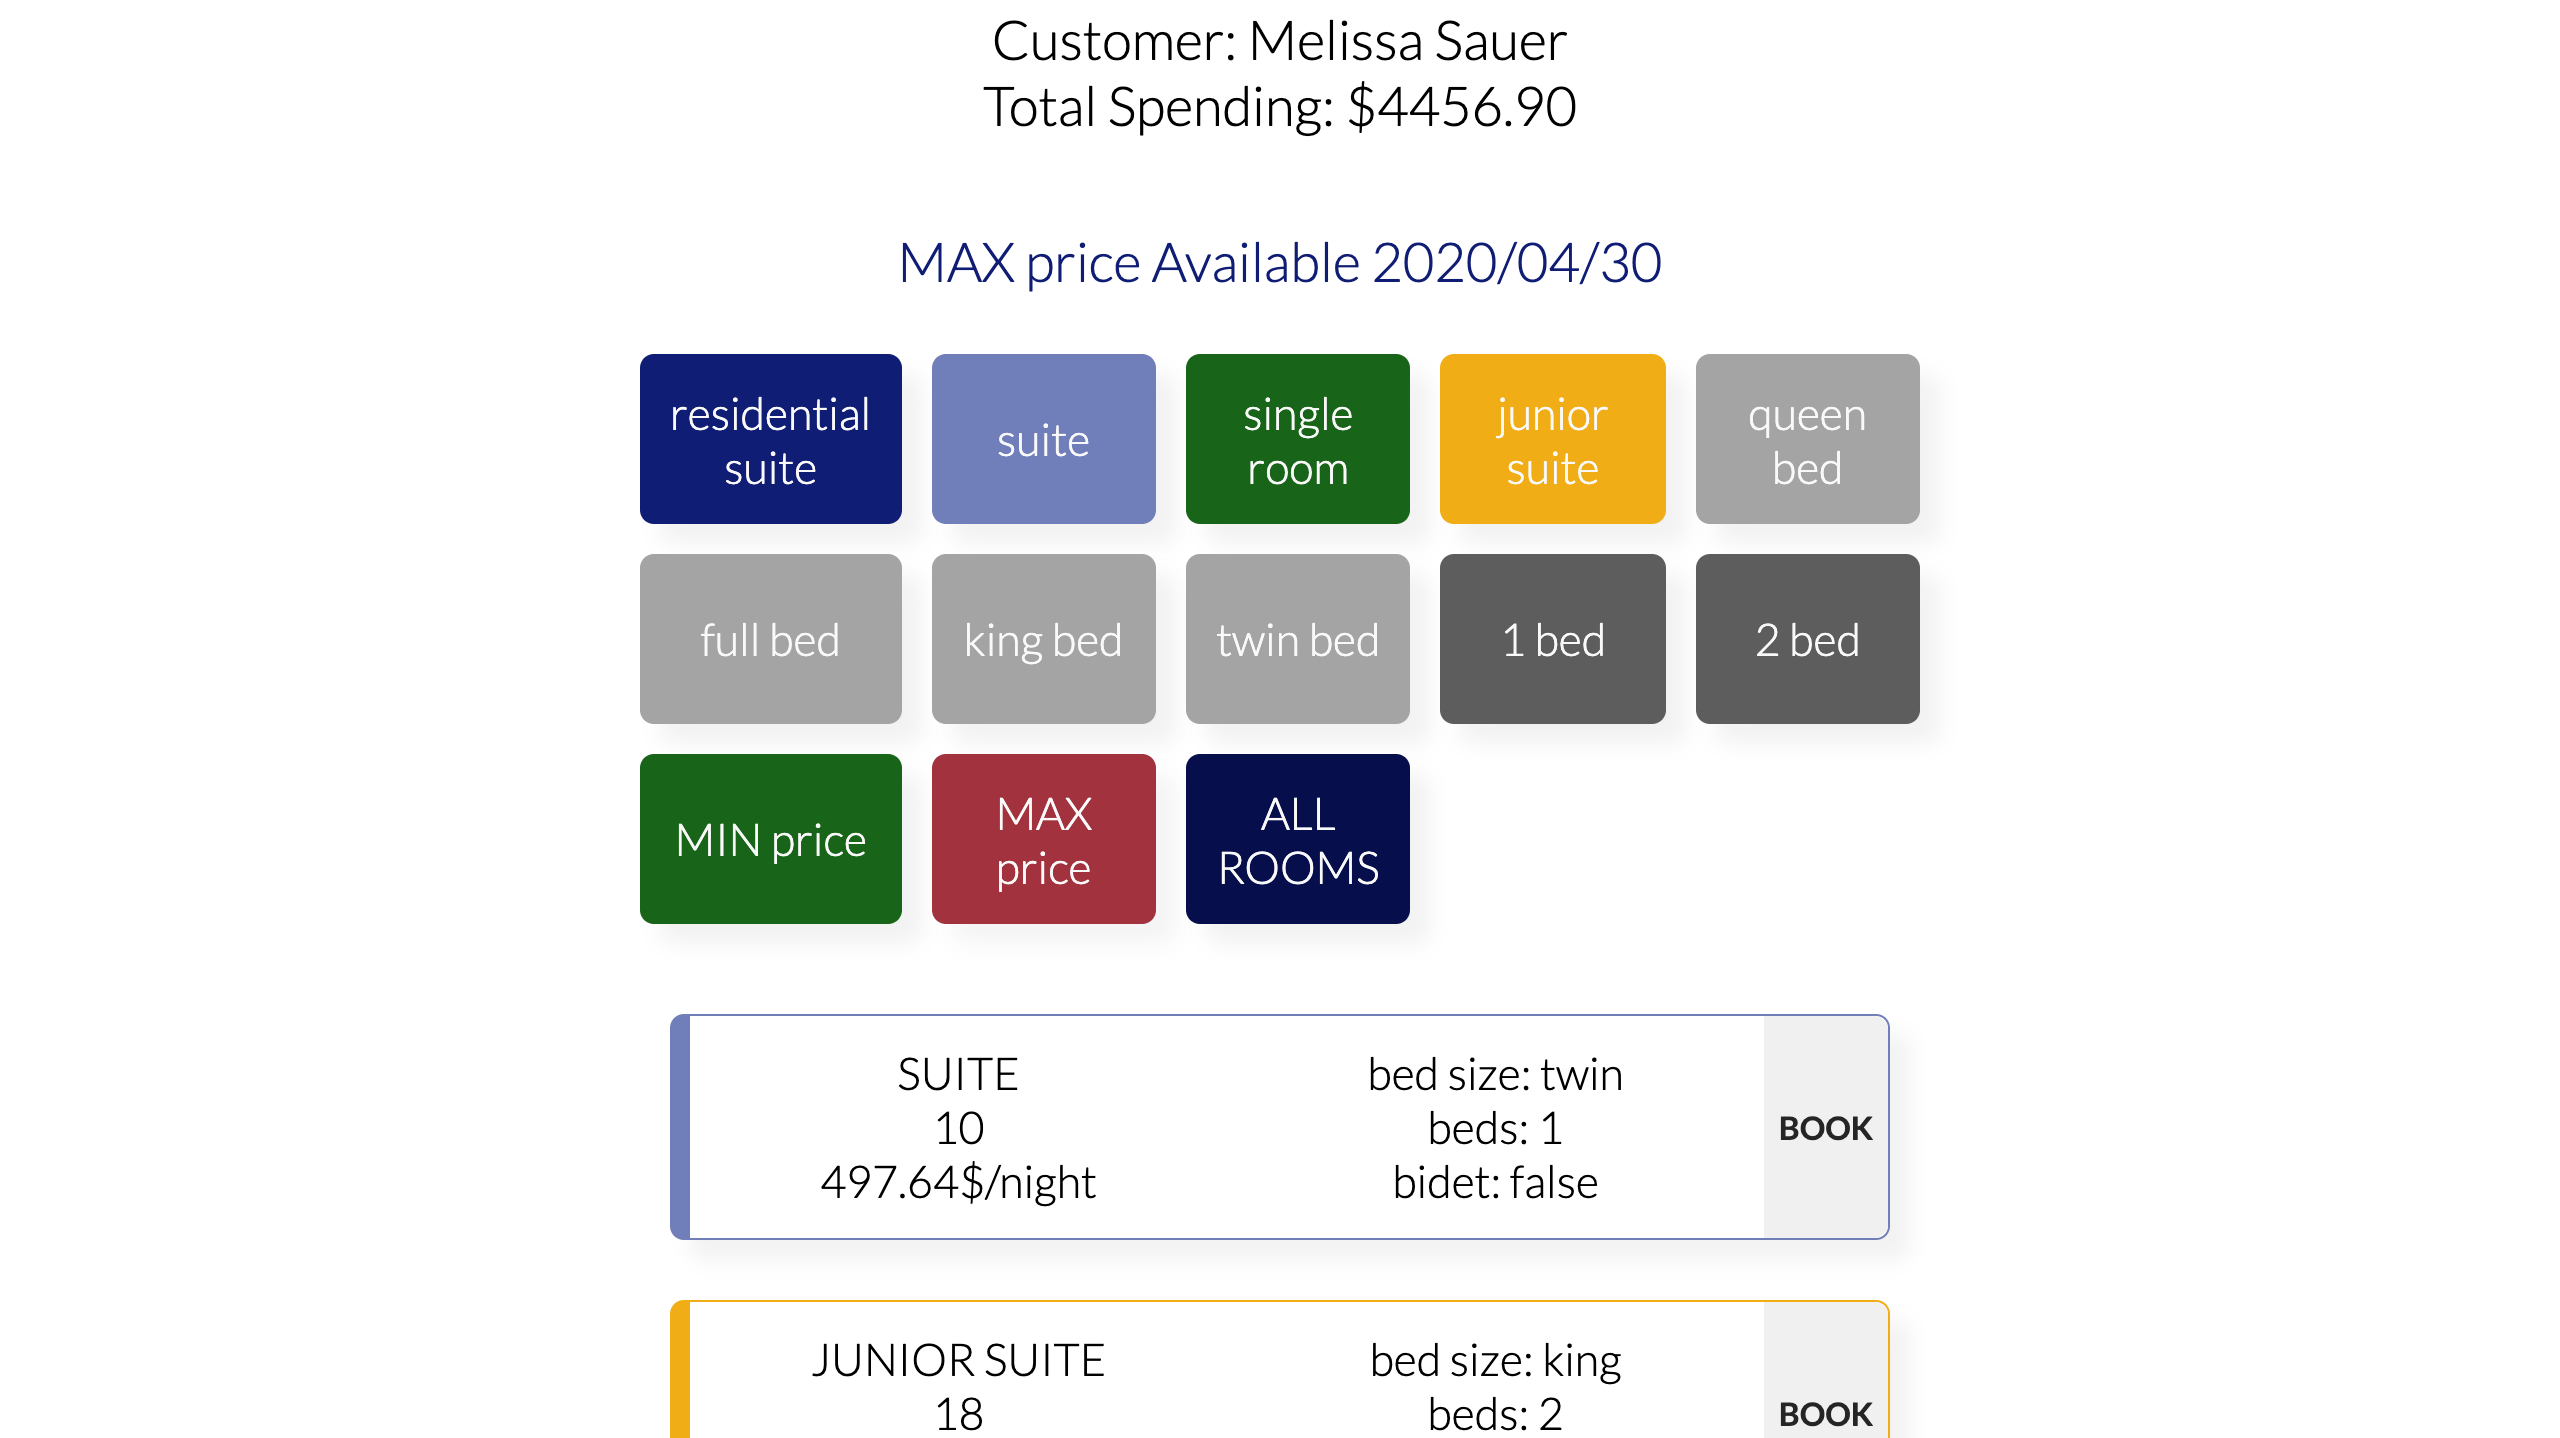 Customer: Melissa Sauer
Total Spending: $4456.90
MAX price Available 2020/04/30
residential
suite
suite
single
room
junior
suite
queen
bed
full bed
king bed
twin bed
1 bed
2 bed
MIN price
MAX
price
ALL
ROOMS
SUITE
10
497.64$/night
bed size: twin
beds: 1
bidet: false
BOOK
JUNIOR SUITE
18
bed size: king
beds: 2
BOOK